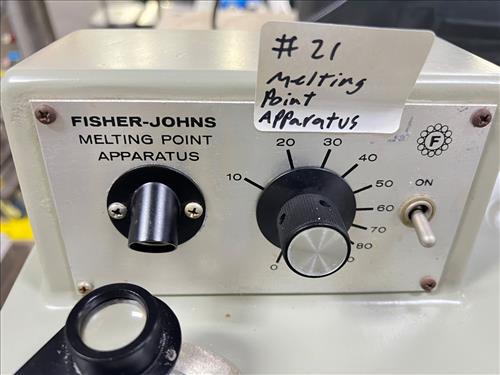 # 21
Melting
Point
Apparatus
FISHER-JOHNS
MELTING POINT
APPARATUS
F
ON
0
10
20
30
40
50
60
70
80
0